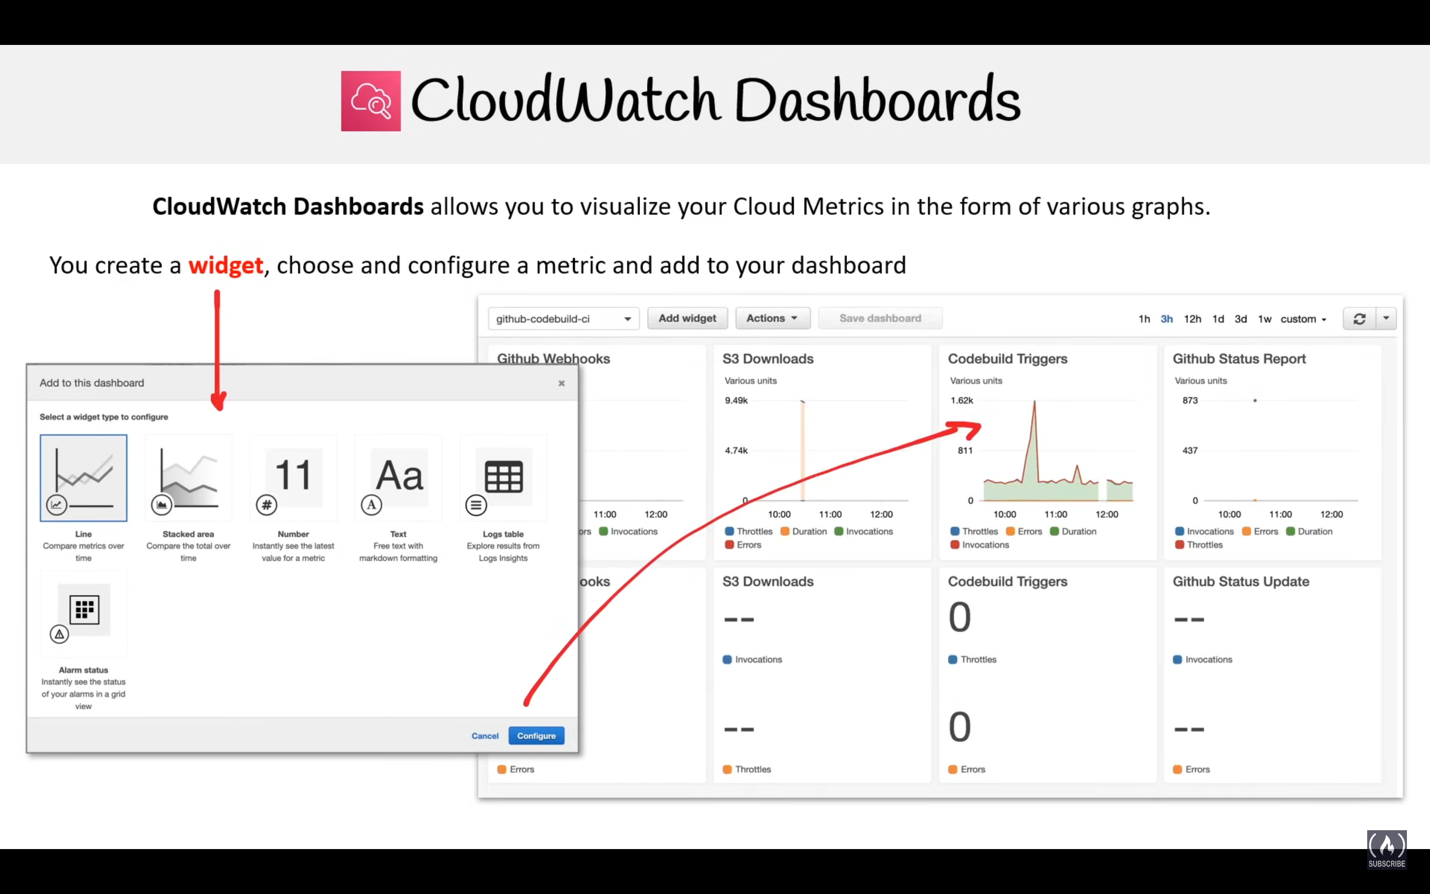 CloudWatch Dashboards
CloudWatch Dashboards allows you to visualize your Cloud Metrics in the form of various graphs.
You create a widget, choose and configure a metric and add to your dashboard
Add to this dashboard
×
Select a widget type to configure
Line
Compare metrics over
time
Stacked area
Compare the total over
time
11
#
Number
Instantly see the latest
value for a metric
Aa
A
Text
Free text with
markdown formatting
Logs table
Explore results from
Logs Insights
Alarm status
Instantly see the status
of your alarms in a grid
view
Cancel
Configure
github-codebuild-ci
Add widget
Actions
Save dashboard
1h 3h 12h 1d 3d 1w custom
Github Webhooks
11:00 12:00
ors Invocations
S3 Downloads
Various units
9.49k
4.74k
0
10:00 11:00 12:00
Throttles Duration Invocations
Errors
Codebuild Triggers
Various units
1.62k
811
0
10:00 11:00 12:00
Throttles Errors Duration
Invocations
Github Status Report
Various units
873
437
0
10:00 11:00 12:00
Invocations Errors Duration
Throttles
ooks
Errors
S3 Downloads
--
Invocations
--
Throttles
Codebuild Triggers
0
Throttles
0
Errors
Github Status Update
--
Invocations
--
Errors
SUBSCRIBE